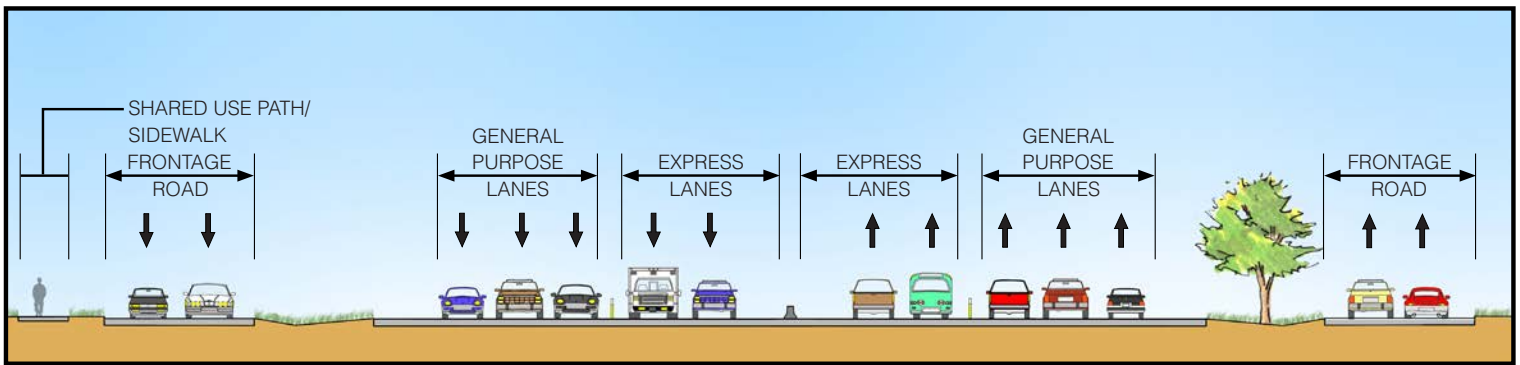 SHARED USE PATH/
SIDEWALK
FRONTAGE
ROAD
GENERAL
PURPOSE
LANES
EXPRESS
LANES
EXPRESS
LANES
GENERAL
PURPOSE
LANES
FRONTAGE
ROAD